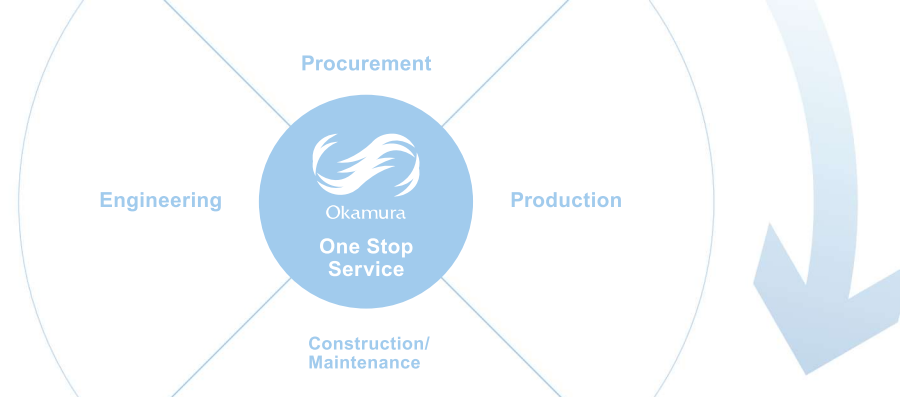 Procurement
Engineering
Okamura
One Stop
Service
Production
Construction/
Maintenance